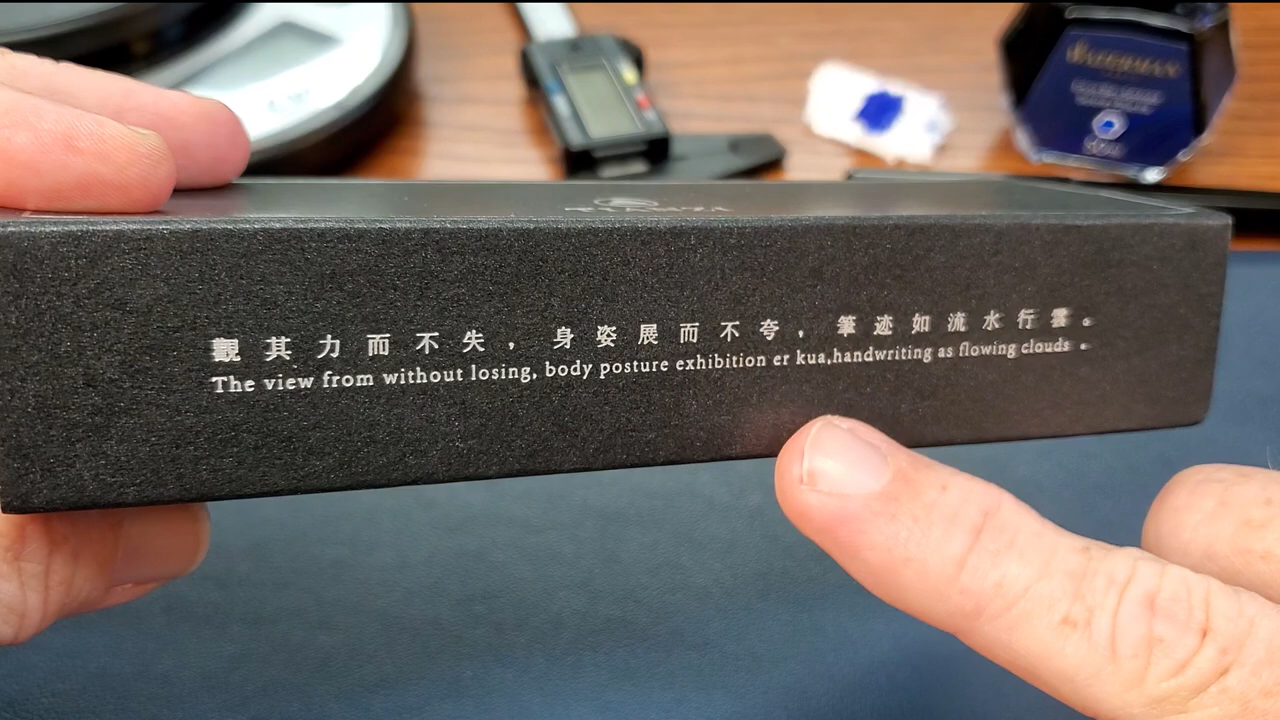 觀其力而不失，身姿展而不夸，筆迹如流水行雲。
The view from without losing, body posture exhibition er kua,handwriting as flowing clouds 。
WATERMAN